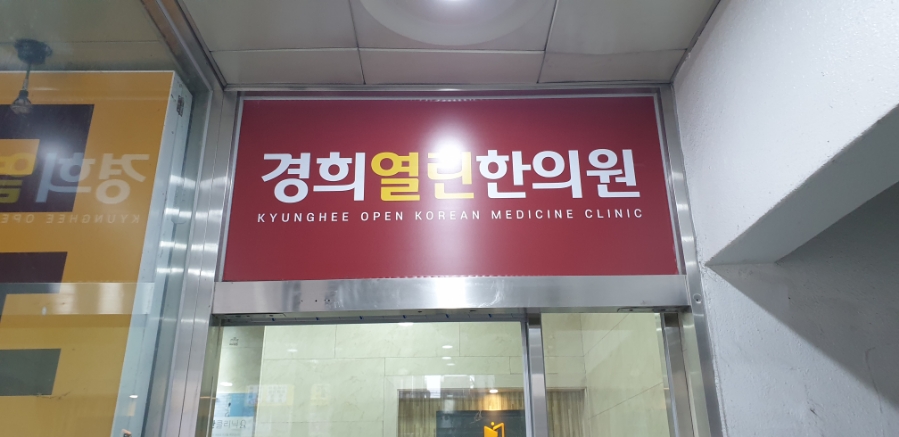 경희열린한의원
KYUNGHEE OPEN KOREAN MEDICINE CLINIC